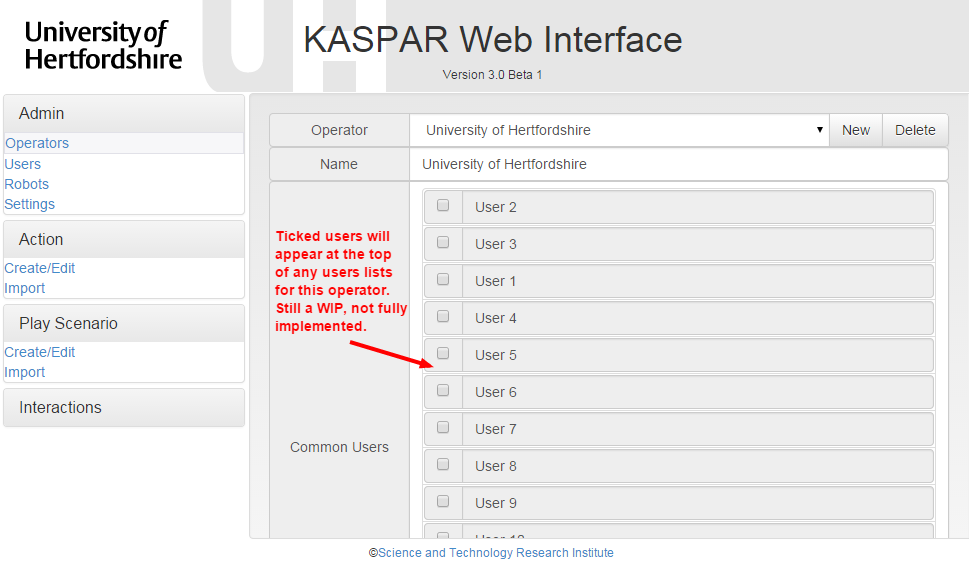 University of
Hertfordshire
KASPAR Web Interface
Version 3.0 Beta 1
Admin
Operators
Users
Robots
Settings
Action
Create/Edit
Import
Play Scenario
Create/Edit
Import
Interactions
Operator
University of Hertfordshire
New
Delete
Name
University of Hertfordshire
Ticked users will
appear at the top
of any users lists
for this operator.
Still a WIP, not fully
implemented.
Common Users
User 2
User 3
User 1
User 4
User 5
User 6
User 7
User 8
User 9
©Science and Technology Research Institute